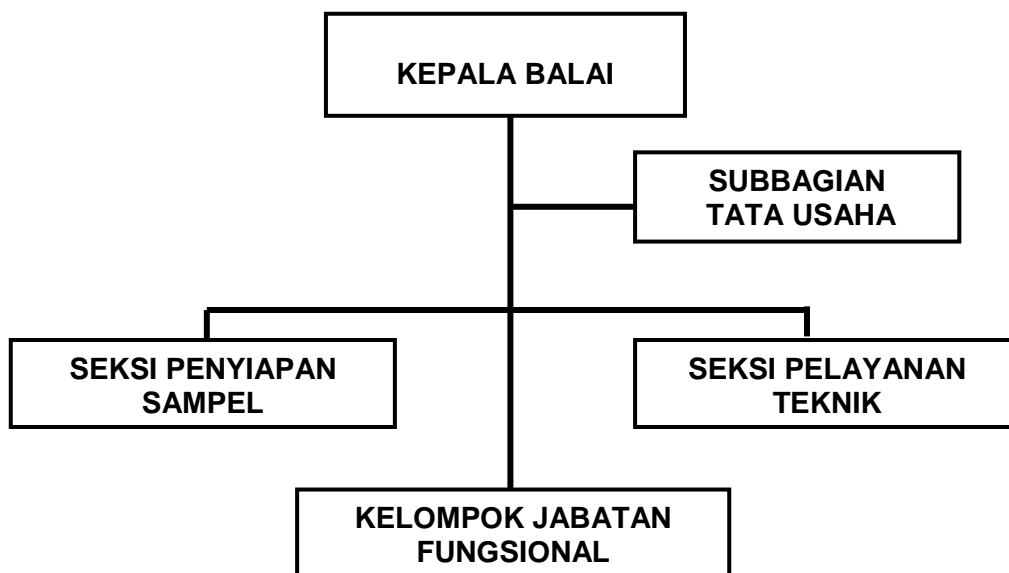 KEPALA BALAI
SUBBAGIAN
TATA USAHA
SEKSI PENYIAPAN
SAMPEL
SEKSI PELAYANAN
TEKNIK
KELOMPOK JABATAN
FUNGSIONAL